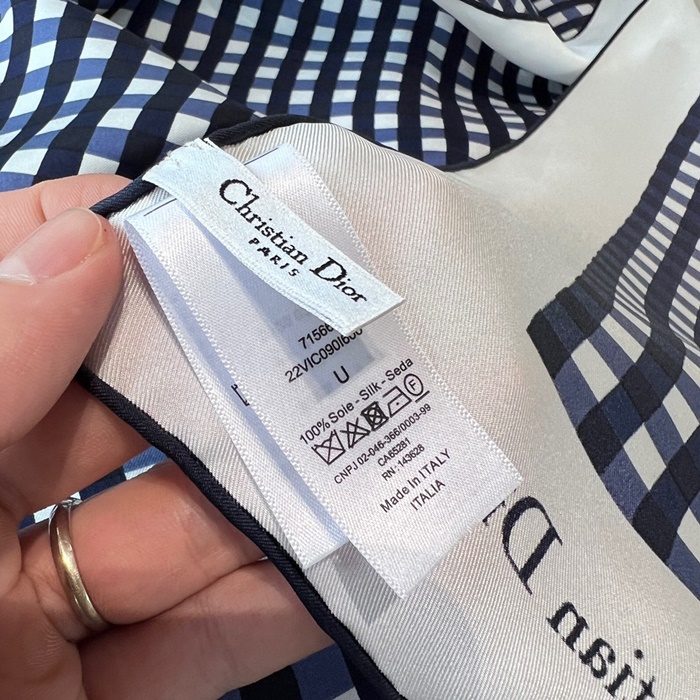 Christian Dior
PARIS
22VIC090I600
U
100% Soie - Silk - Seda
CNPJ 02-046-366/0003-99
CA65281
RN: 143628
Made In ITALY
ITALIA